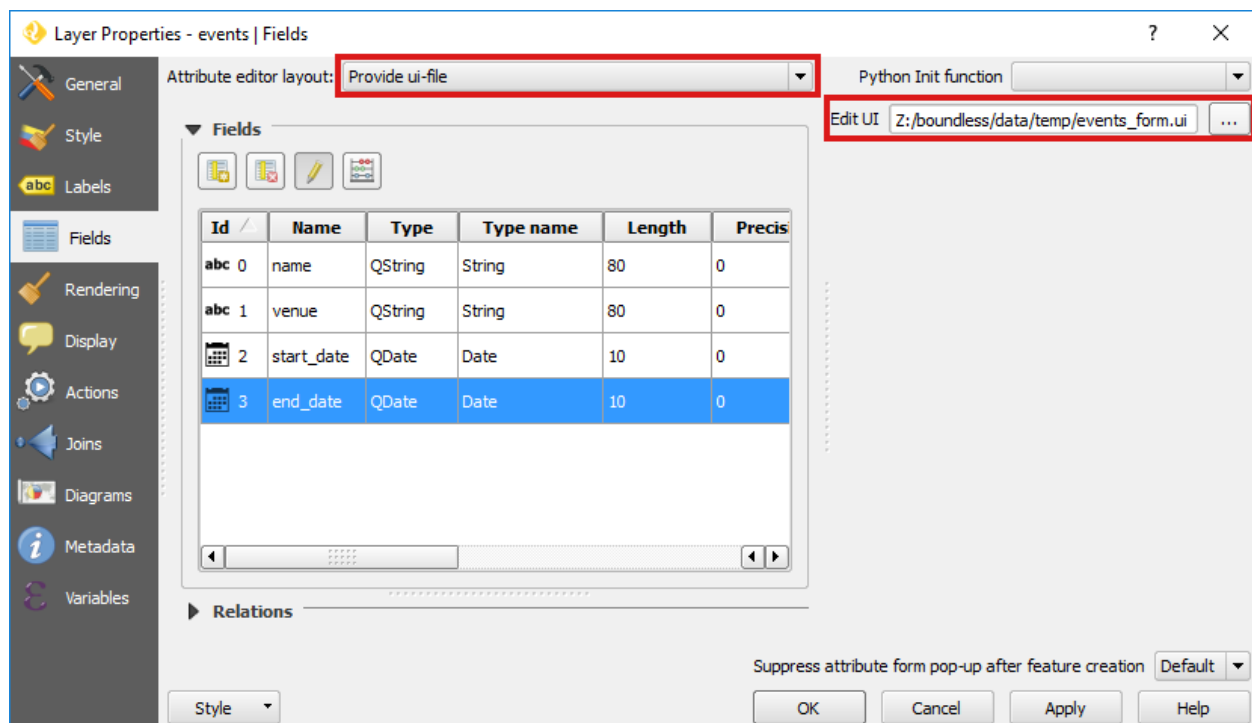 Layer Properties - events | Fields
?
General
Style
abc Labels
Fields
Rendering
Display
Actions
Joins
Diagrams
i Metadata
Variables
Attribute editor layout: Provide ui-file
Python Init function
Edit UI Z:/boundless/data/temp/events_form.ui ...
Fields
Id Name Type Type name Length Precisi
abc 0 name QString String 80 0
abc 1 venue QString String 80 0
2 start_date QDate Date 10 0
3 end_date QDate Date 10 0
Relations
Suppress attribute form pop-up after feature creation Default
Style
OK Cancel Apply Help